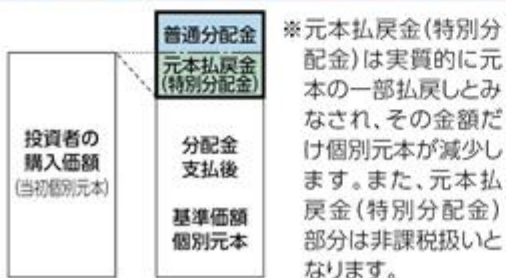 投資者の
購入価額
(当初個別元本)
普通分配金
元本払戻金
(特別分配金)
分配金
支払後
基準価額
個別元本
※元本払戻金(特別分
配金)は実質的に元
本の一部払戻しとみ
なされ、その金額だ
け個別元本が減少し
ます。また、元本払
戻金(特別分配金)
部分は非課税扱いと
なります。